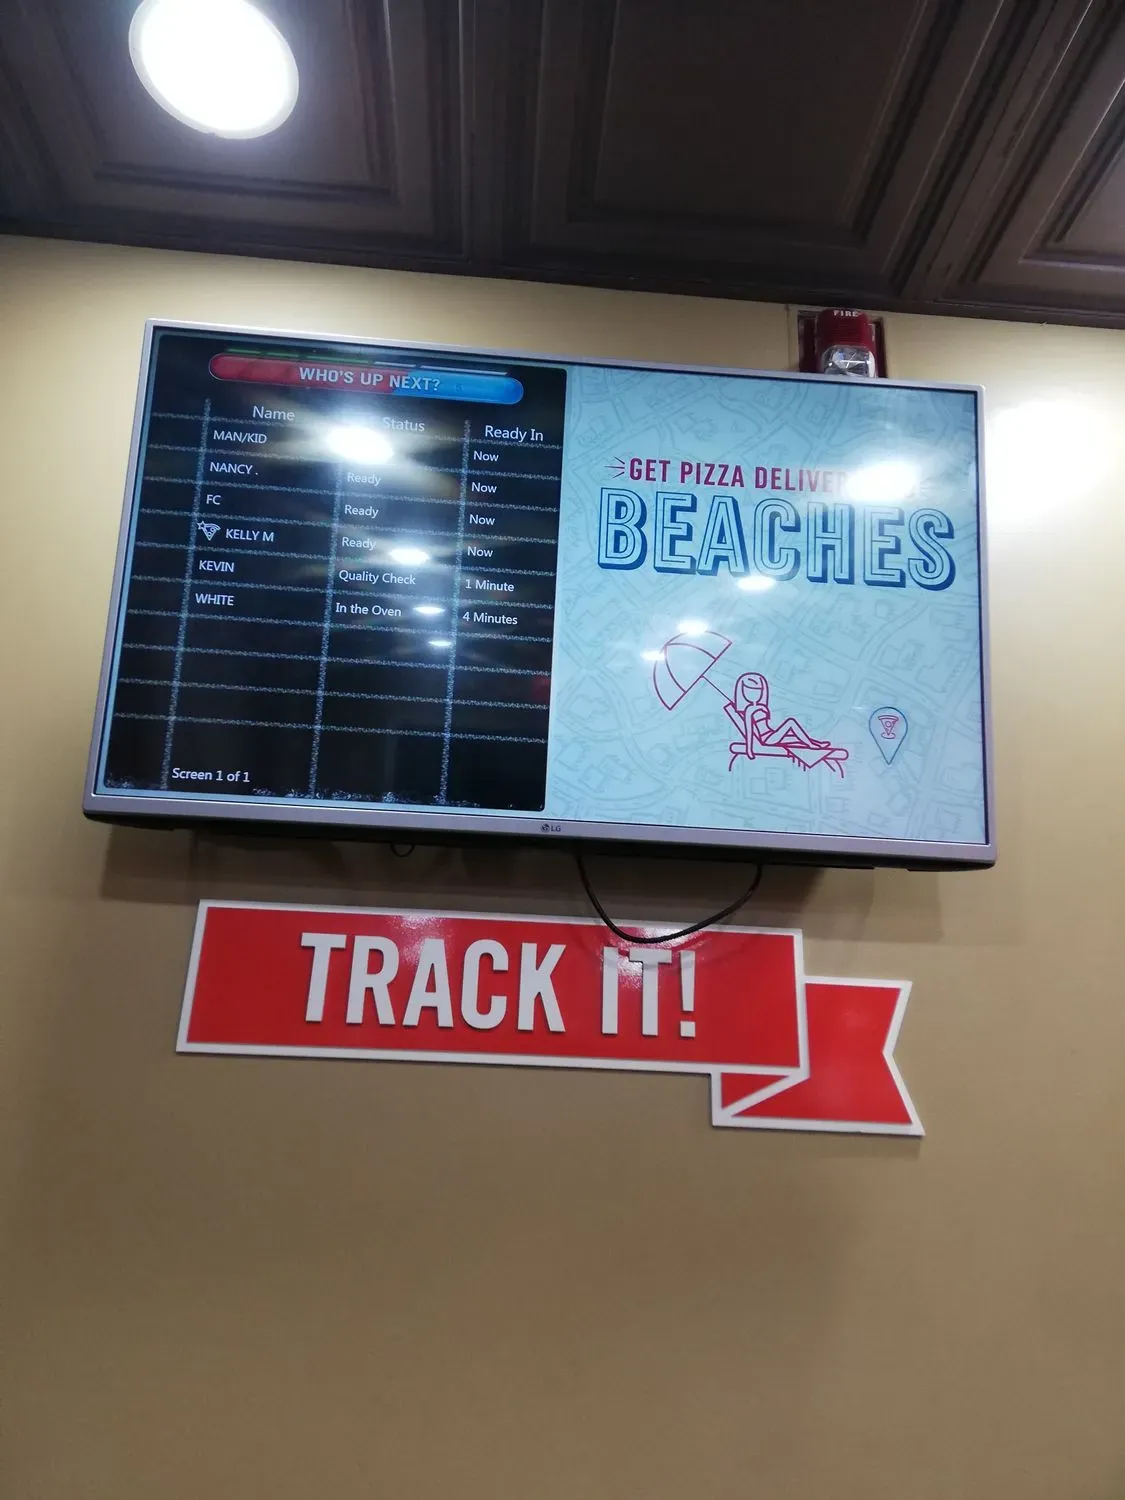 FIRE
WHO'S UP NEXT?
Name Status Ready In
MAN/KID Now
NANCY . Ready Now
FC Ready Now
KELLY M Ready Now
KEVIN Quality Check 1 Minute
WHITE In the Oven 4 Minutes
Screen 1 of 1
GET PIZZA
BEACHES
LG
TRACK IT!